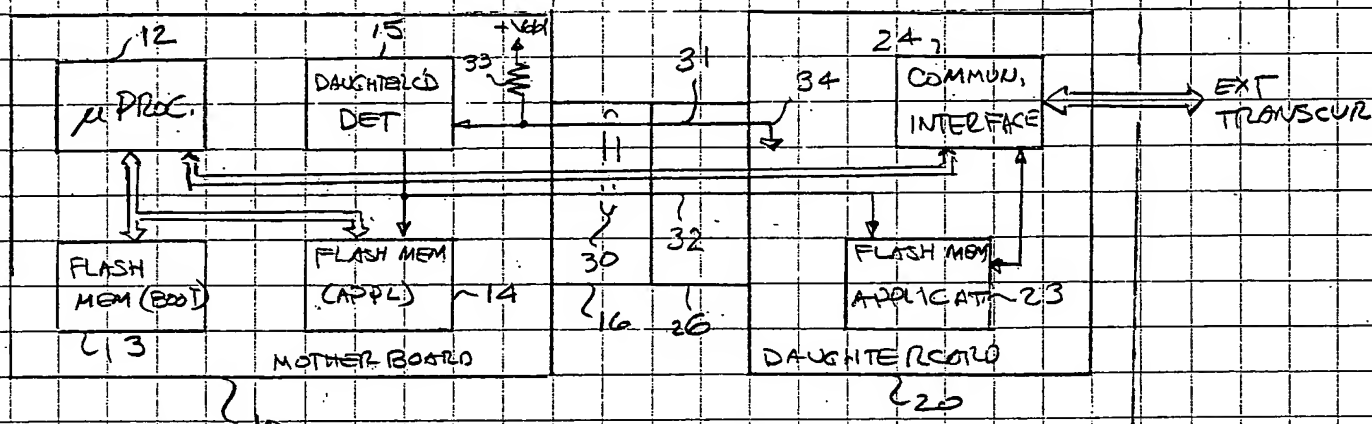 12
15
+Vdd
24
33
31
34
μ PROC.
DAUGHTERC'D
DET
COMMUN.
INTERFACE
EXT
TRANSCUR
FLASH
MEM (BOOT)
FLASH MEM
(APPL)
14
30
32
FLASH MEM
APPLICAT
23
13
16
26
MOTHER BOARD
DAUGHTERCARD
20